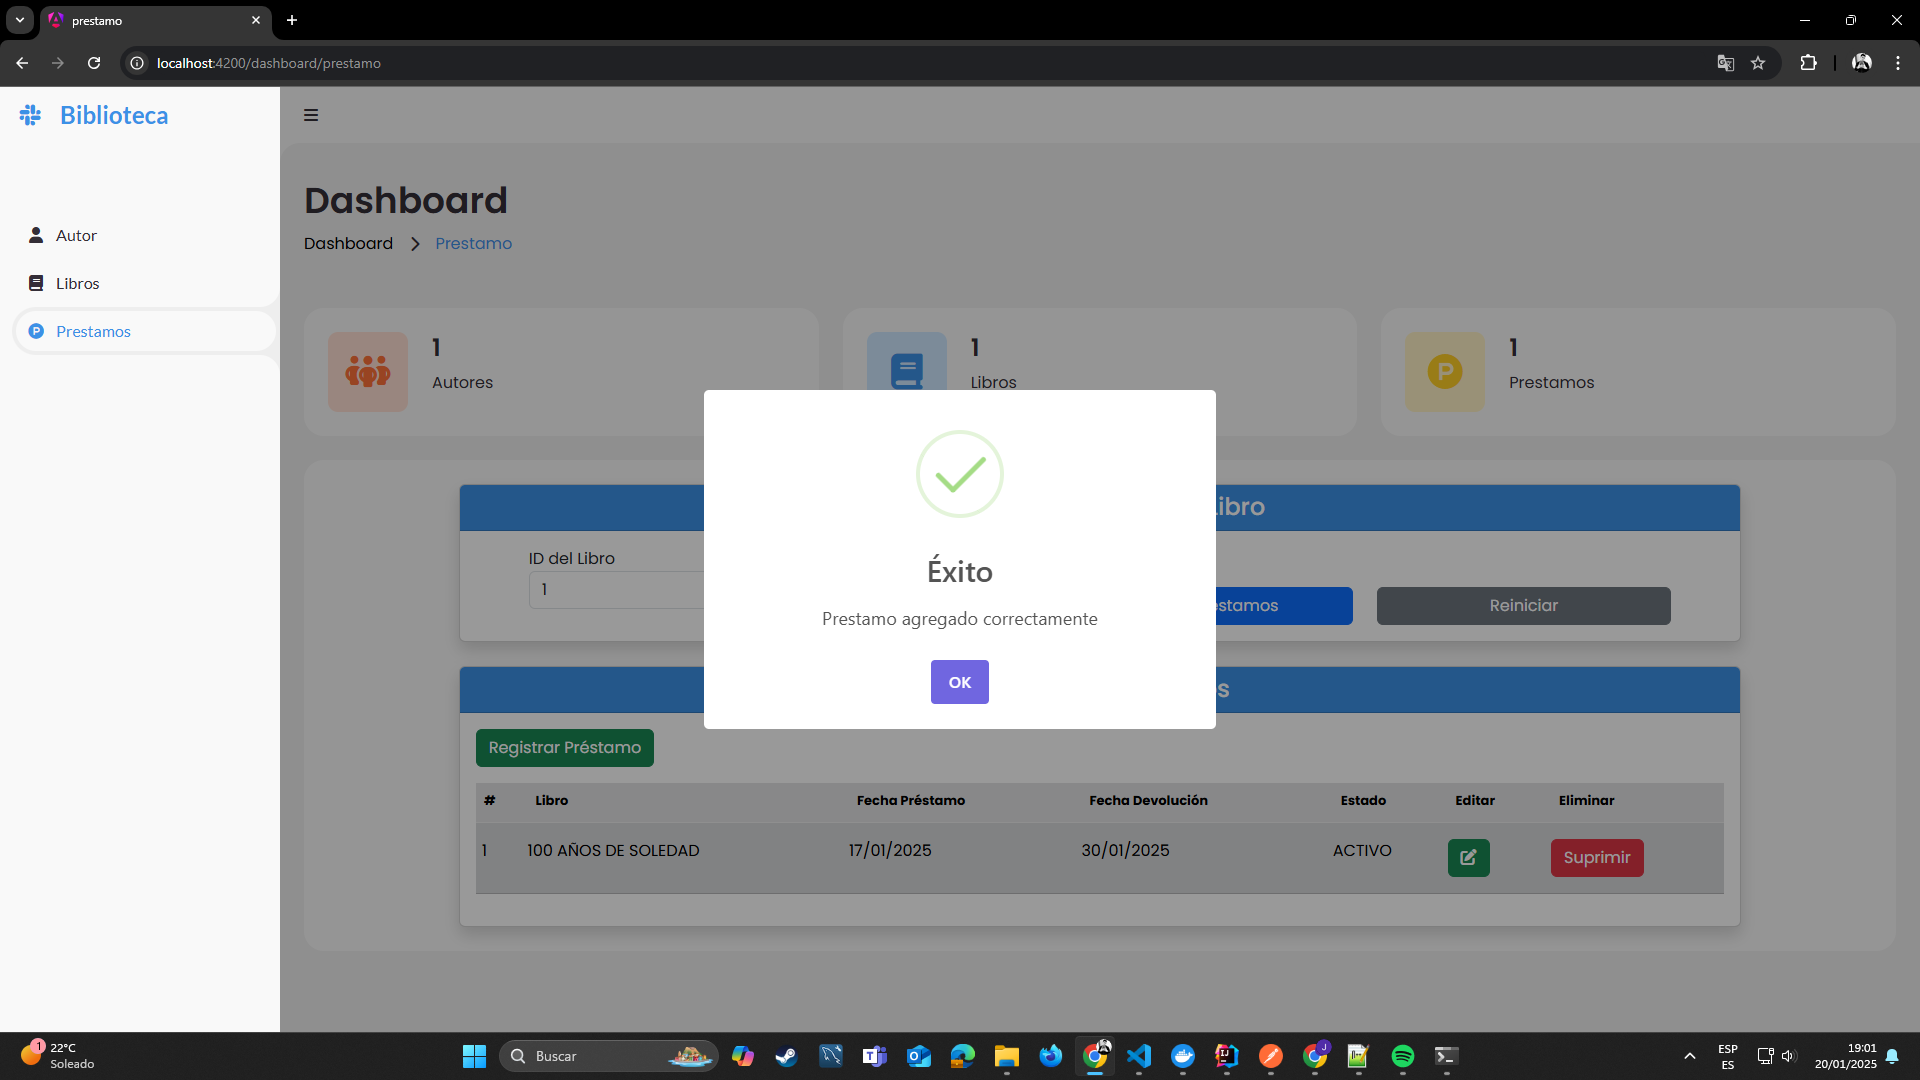 prestamo
localhost:4200/dashboard/prestamo
Biblioteca
Autor
Libros
Prestamos
Dashboard
Dashboard
Prestamo
1
Autores
1
Libros
1
Prestamos
ID del Libro
1
Reiniciar
Éxito
Prestamo agregado correctamente
OK
Registrar Préstamo
# Libro Fecha Préstamo Fecha Devolución Estado Editar Eliminar
1 100 AÑOS DE SOLEDAD 17/01/2025 30/01/2025 ACTIVO Suprimir
1
22°C
Soleado
Buscar
J
ESP
ES
19:01
20/01/2025